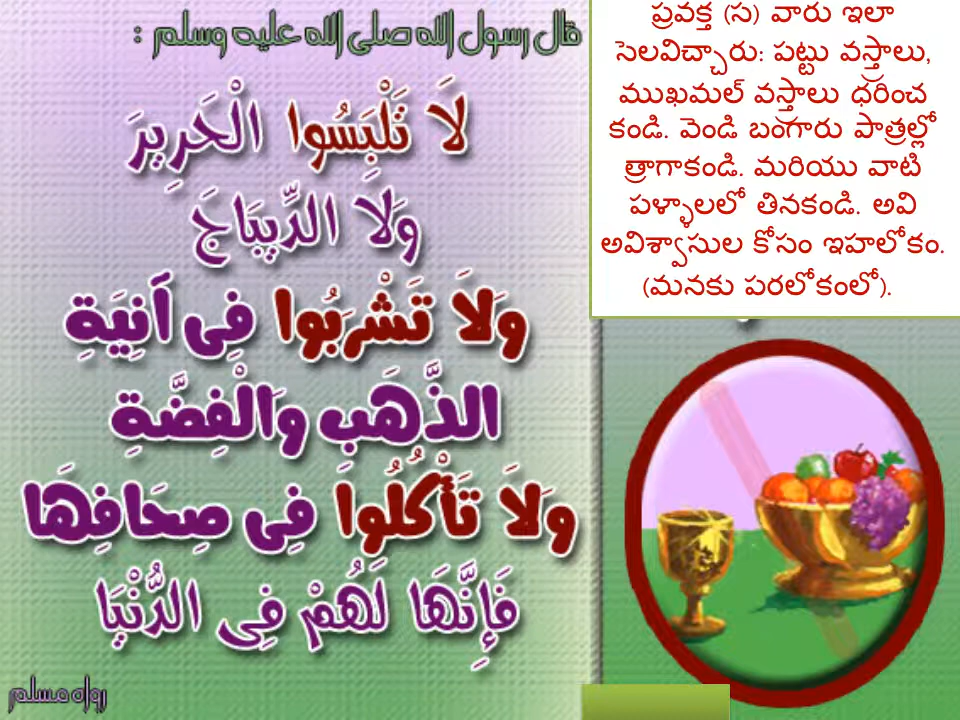 قال رسول الله صلى الله عليه وسلم :
لَا تَلْبَسُوا الْحَرِيرَ
وَلَا الدِّيبَاجَ
وَلَا تَشْرَبُوا فِى آنِيَةِ
الذَّهَبِ وَالْفِضَّةِ
وَلَا تَأْكُلُوا فِى صِحَافِهَا
فَإِنَّهَا لَهُمْ فِى الدُّنْيَا
رواه مسلم
ప్రవక్త (స) వారు ఇలా
సెలవిచ్చారు: పట్టు వస్త్రాలు,
ముఖమల్ వస్త్రాలు ధరించ
కండి. వెండి బంగారు పాత్రల్లో
త్రాగాకండి. మరియు వాటి
పళ్ళాలలో తినకండి. అవి
అవిశ్వాసుల కోసం ఇహలోకం.
(మనకు పరలోకంలో).